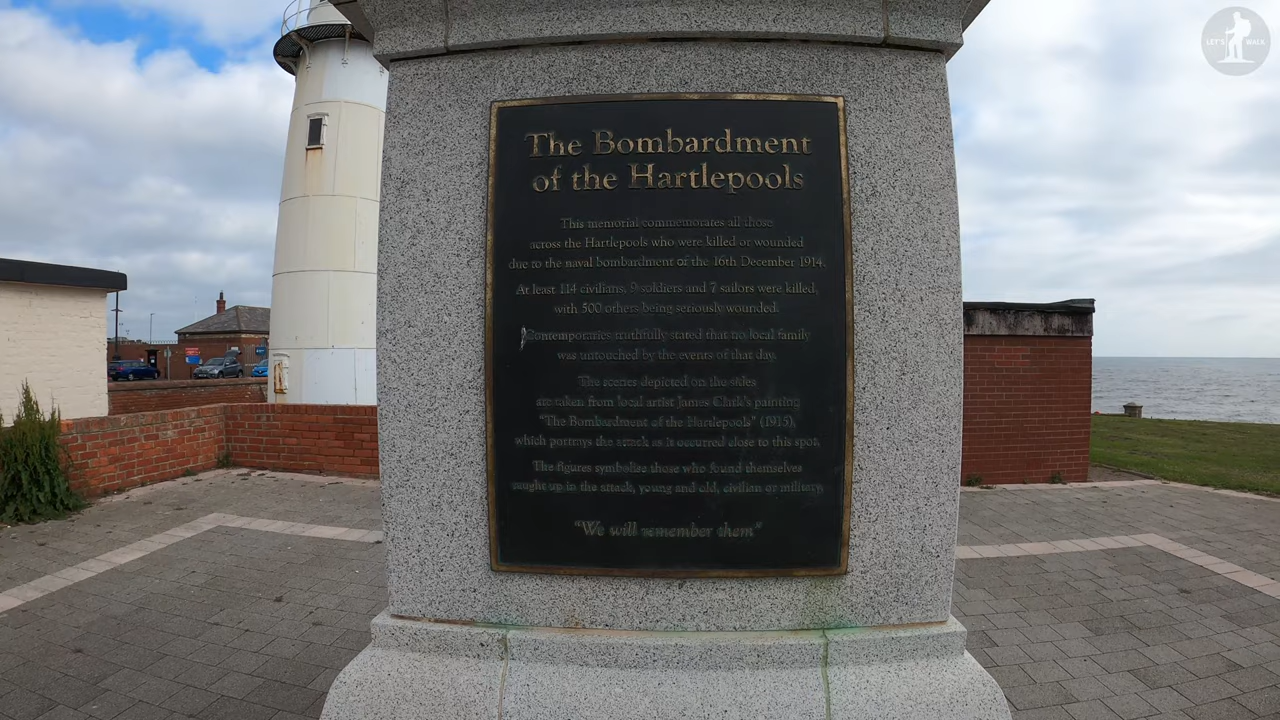 LET'S WALK
The Bombardment
of the Hartlepools
This memorial commemorates all those
across the Hartlepools who were killed or wounded
due to the naval bombardment of the 16th December 1914.
At least 114 civilians, 9 soldiers and 7 sailors were killed,
with 500 others being seriously wounded.
Contemporaries truthfully stated that no local family
was untouched by the events of that day.
The scenes depicted on the sides
are taken from local artist James Clark's painting
"The Bombardment of the Hartlepools" (1915),
which portrays the attack as it occurred close to this spot.
The figures symbolise those who found themselves
caught up in the attack, young and old, civilian or military.
"We will remember them"